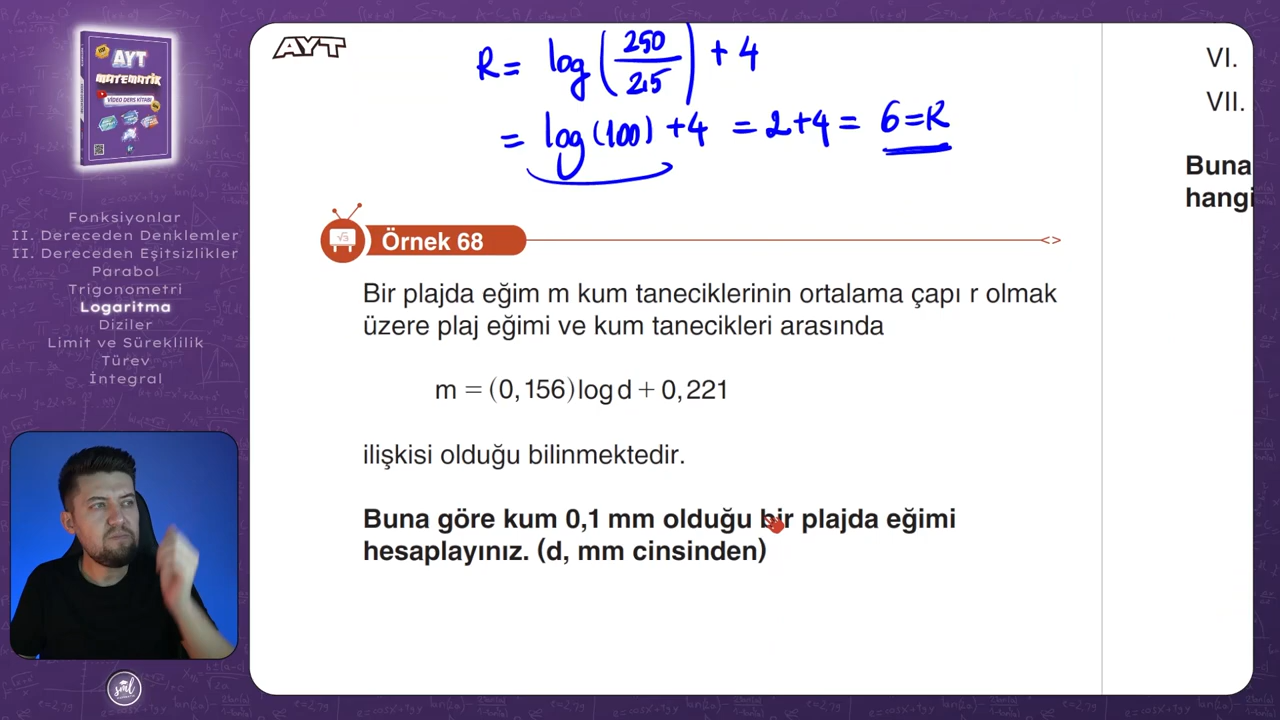 AYT
AYT
MATEMATİK
VİDEO DERS KİTABI
Fonksiyonlar
II. Dereceden Denklemler
II. Dereceden Eşitsizlikler
Parabol
Trigonometri
Logaritma
Diziler
Limit ve Süreklilik
Türev
İntegral
sml
R = log(250/2,5) + 4
= log(100) + 4 = 2+4 = 6=R
√3 Örnek 68
Bir plajda eğim m kum taneciklerinin ortalama çapı r olmak
üzere plaj eğimi ve kum tanecikleri arasında
m = (0,156)log d + 0,221
ilişkisi olduğu bilinmektedir.
Buna göre kum 0,1 mm olduğu bir plajda eğimi
hesaplayınız. (d, mm cinsinden)
VI.
VII.
Buna
hangi